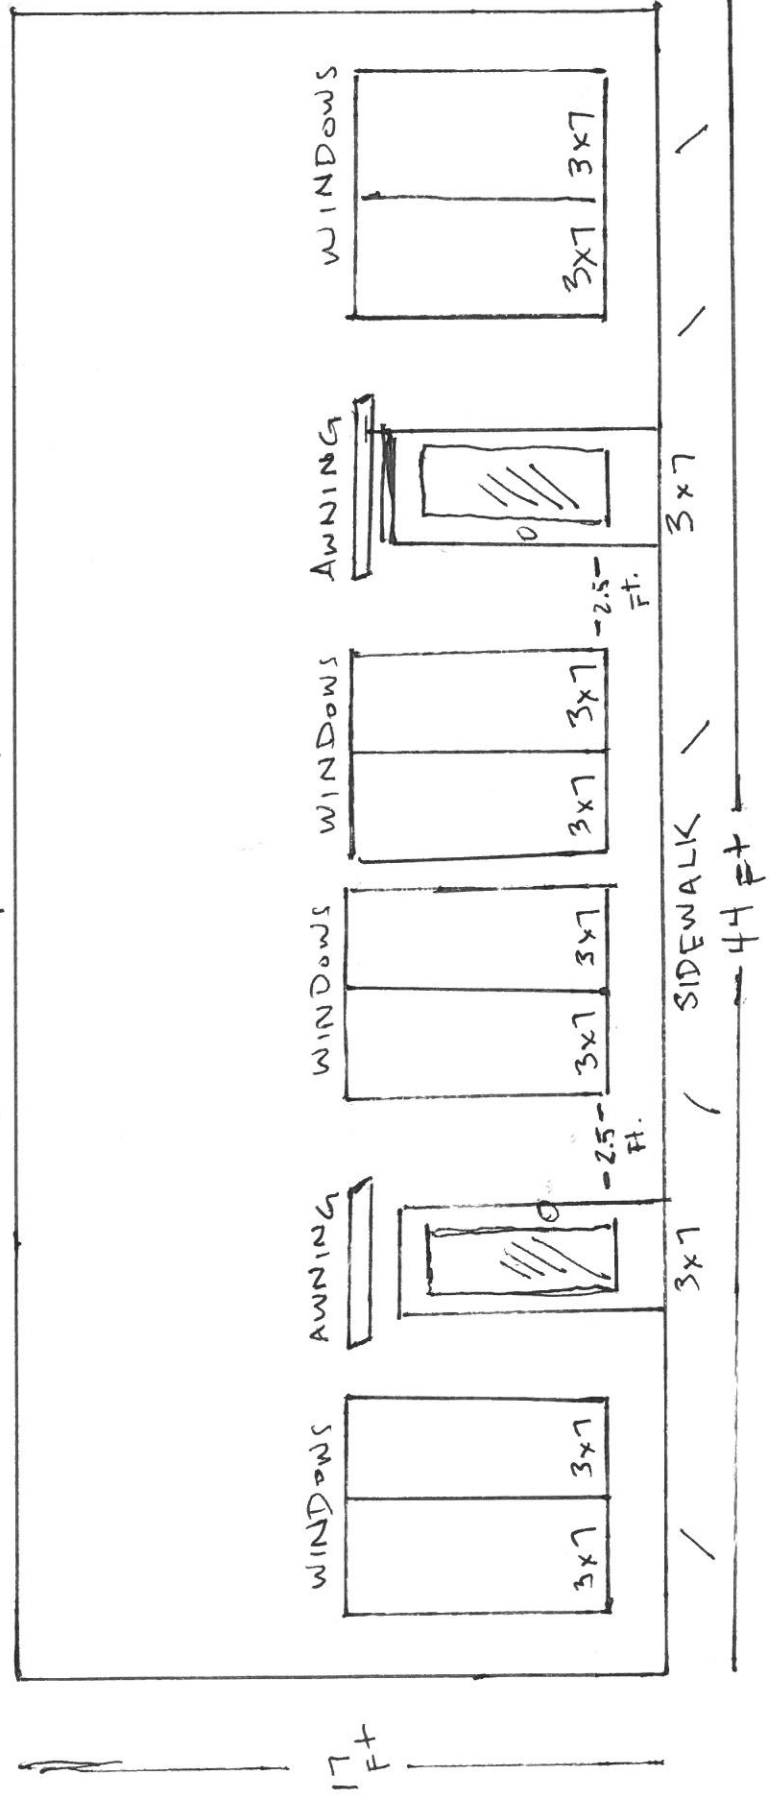 WINDOWS
AWNING
WINDOWS
WINDOWS
AWNING
WINDOWS
17
Ft
3x7 3x7
-2.5-
Ft.
3x7 3x7
3x7 3x7
-2.5-
Ft.
3x7 3x7
3x7
SIDEWALK
3x7
44 Ft